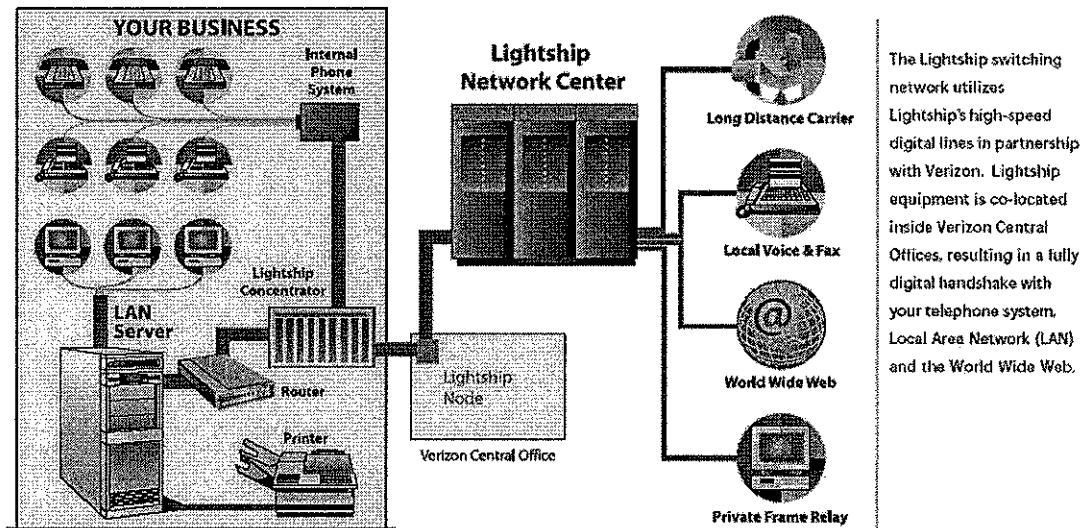 YOUR BUSINESS
Internal
Phone
System
Lightship
Concentrator
LAN
Server
Router
Printer
Lightship
Network Center
Lightship
Node
Verizon Central Office
Long Distance Carrier
Local Voice & Fax
@
World Wide Web
Private Frame Relay
The Lightship switching
network utilizes
Lightship's high-speed
digital lines in partnership
with Verizon. Lightship
equipment is co-located
inside Verizon Central
Offices, resulting in a fully
digital handshake with
your telephone system,
Local Area Network (LAN)
and the World Wide Web.